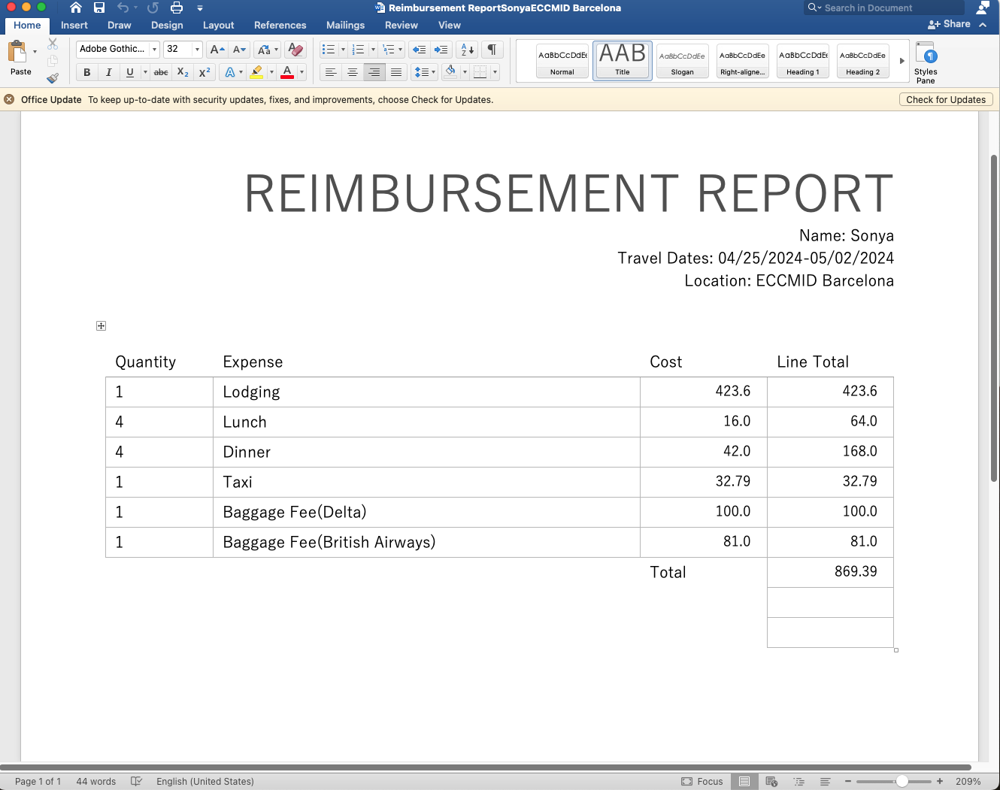 Reimbursement ReportSonyaECCMID Barcelona
Search in Document
Home Insert Draw Design Layout References Mailings Review View Share
Paste
Adobe Gothic... 32
A A Aa A
B I U abc X2 X2 A A
AZ ¶
AaBbCcDdEe AAB AaBbCcDdEe AaBbCcDdEe AaBbCcDdEe AaBbCcDdEe
Normal Title Slogan Right-aligne... Heading 1 Heading 2
Styles Pane
Office Update To keep up-to-date with security updates, fixes, and improvements, choose Check for Updates.
Check for Updates
REIMBURSEMENT REPORT
Name: Sonya
Travel Dates: 04/25/2024-05/02/2024
Location: ECCMID Barcelona
Quantity Expense Cost Line Total
1 Lodging 423.6 423.6
4 Lunch 16.0 64.0
4 Dinner 42.0 168.0
1 Taxi 32.79 32.79
1 Baggage Fee(Delta) 100.0 100.0
1 Baggage Fee(British Airways) 81.0 81.0
Total 869.39
Page 1 of 1 44 words English (United States) Focus 209%